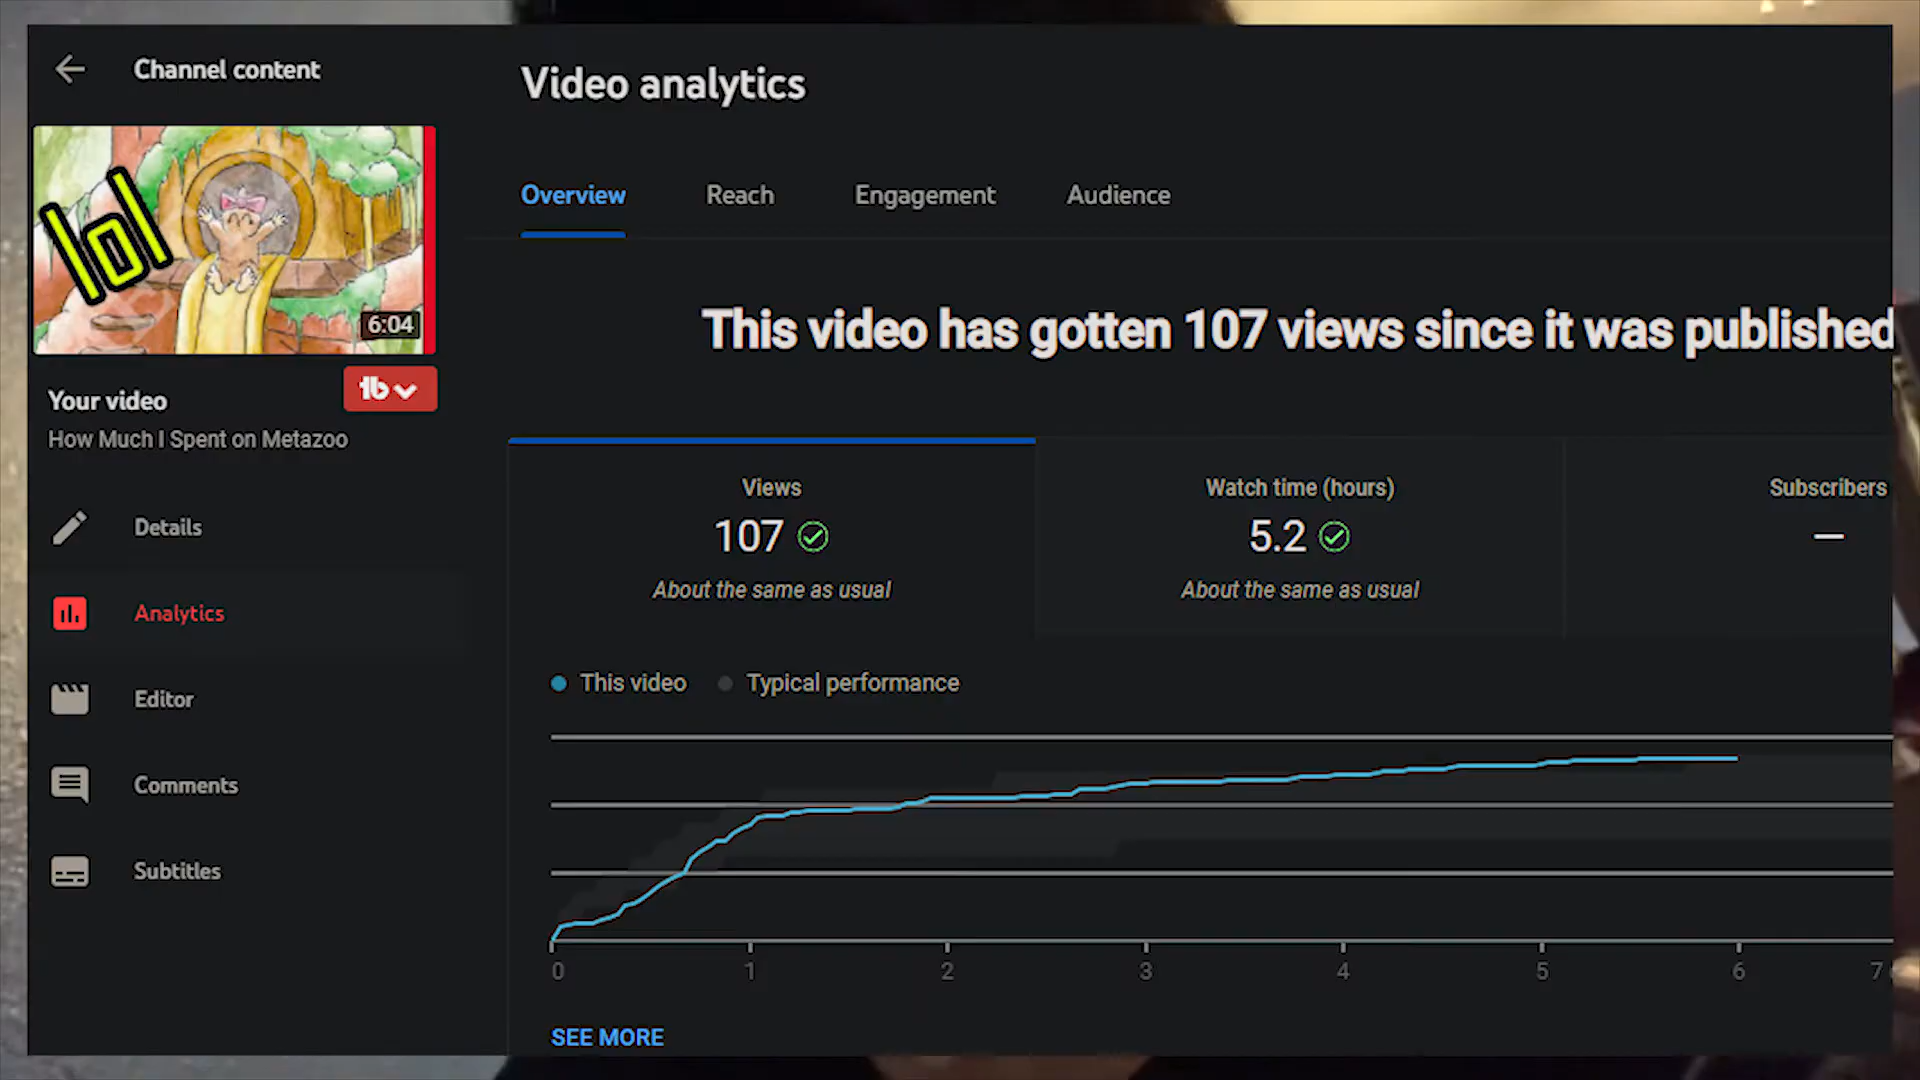 Channel content
lol
6:04
Your video
tb
How Much I Spent on Metazoo
Details
Analytics
Editor
Comments
Subtitles
Video analytics
Overview
Reach
Engagement
Audience
This video has gotten 107 views since it was published
Views
107
About the same as usual
Watch time (hours)
5.2
About the same as usual
Subscribers
—
This video
Typical performance
0 1 2 3 4 5 6 7
SEE MORE